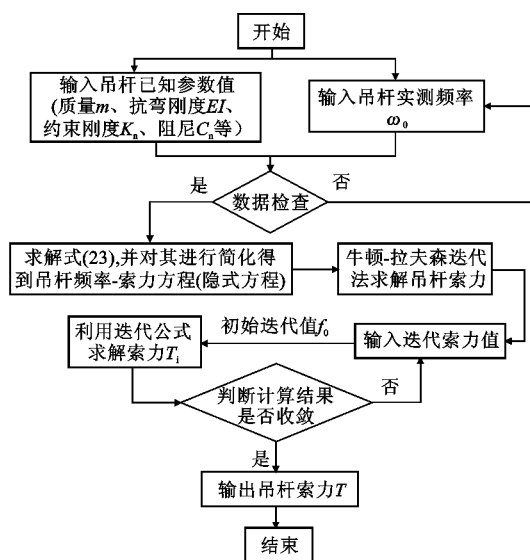 开始
输入吊杆已知参数值
(质量m、抗弯刚度EI、
约束刚度Kₙ、阻尼Cₙ等)
输入吊杆实测频率
ω₀
是
数据检查
否
求解式(23),并对其进行简化得
到吊杆频率-索力方程(隐式方程)
牛顿-拉夫森迭代
法求解吊杆索力
利用迭代公式
求解索力Tᵢ
初始迭代值f₀
输入迭代索力值
判断计算结果
是否收敛
否
是
输出吊杆索力T
结束